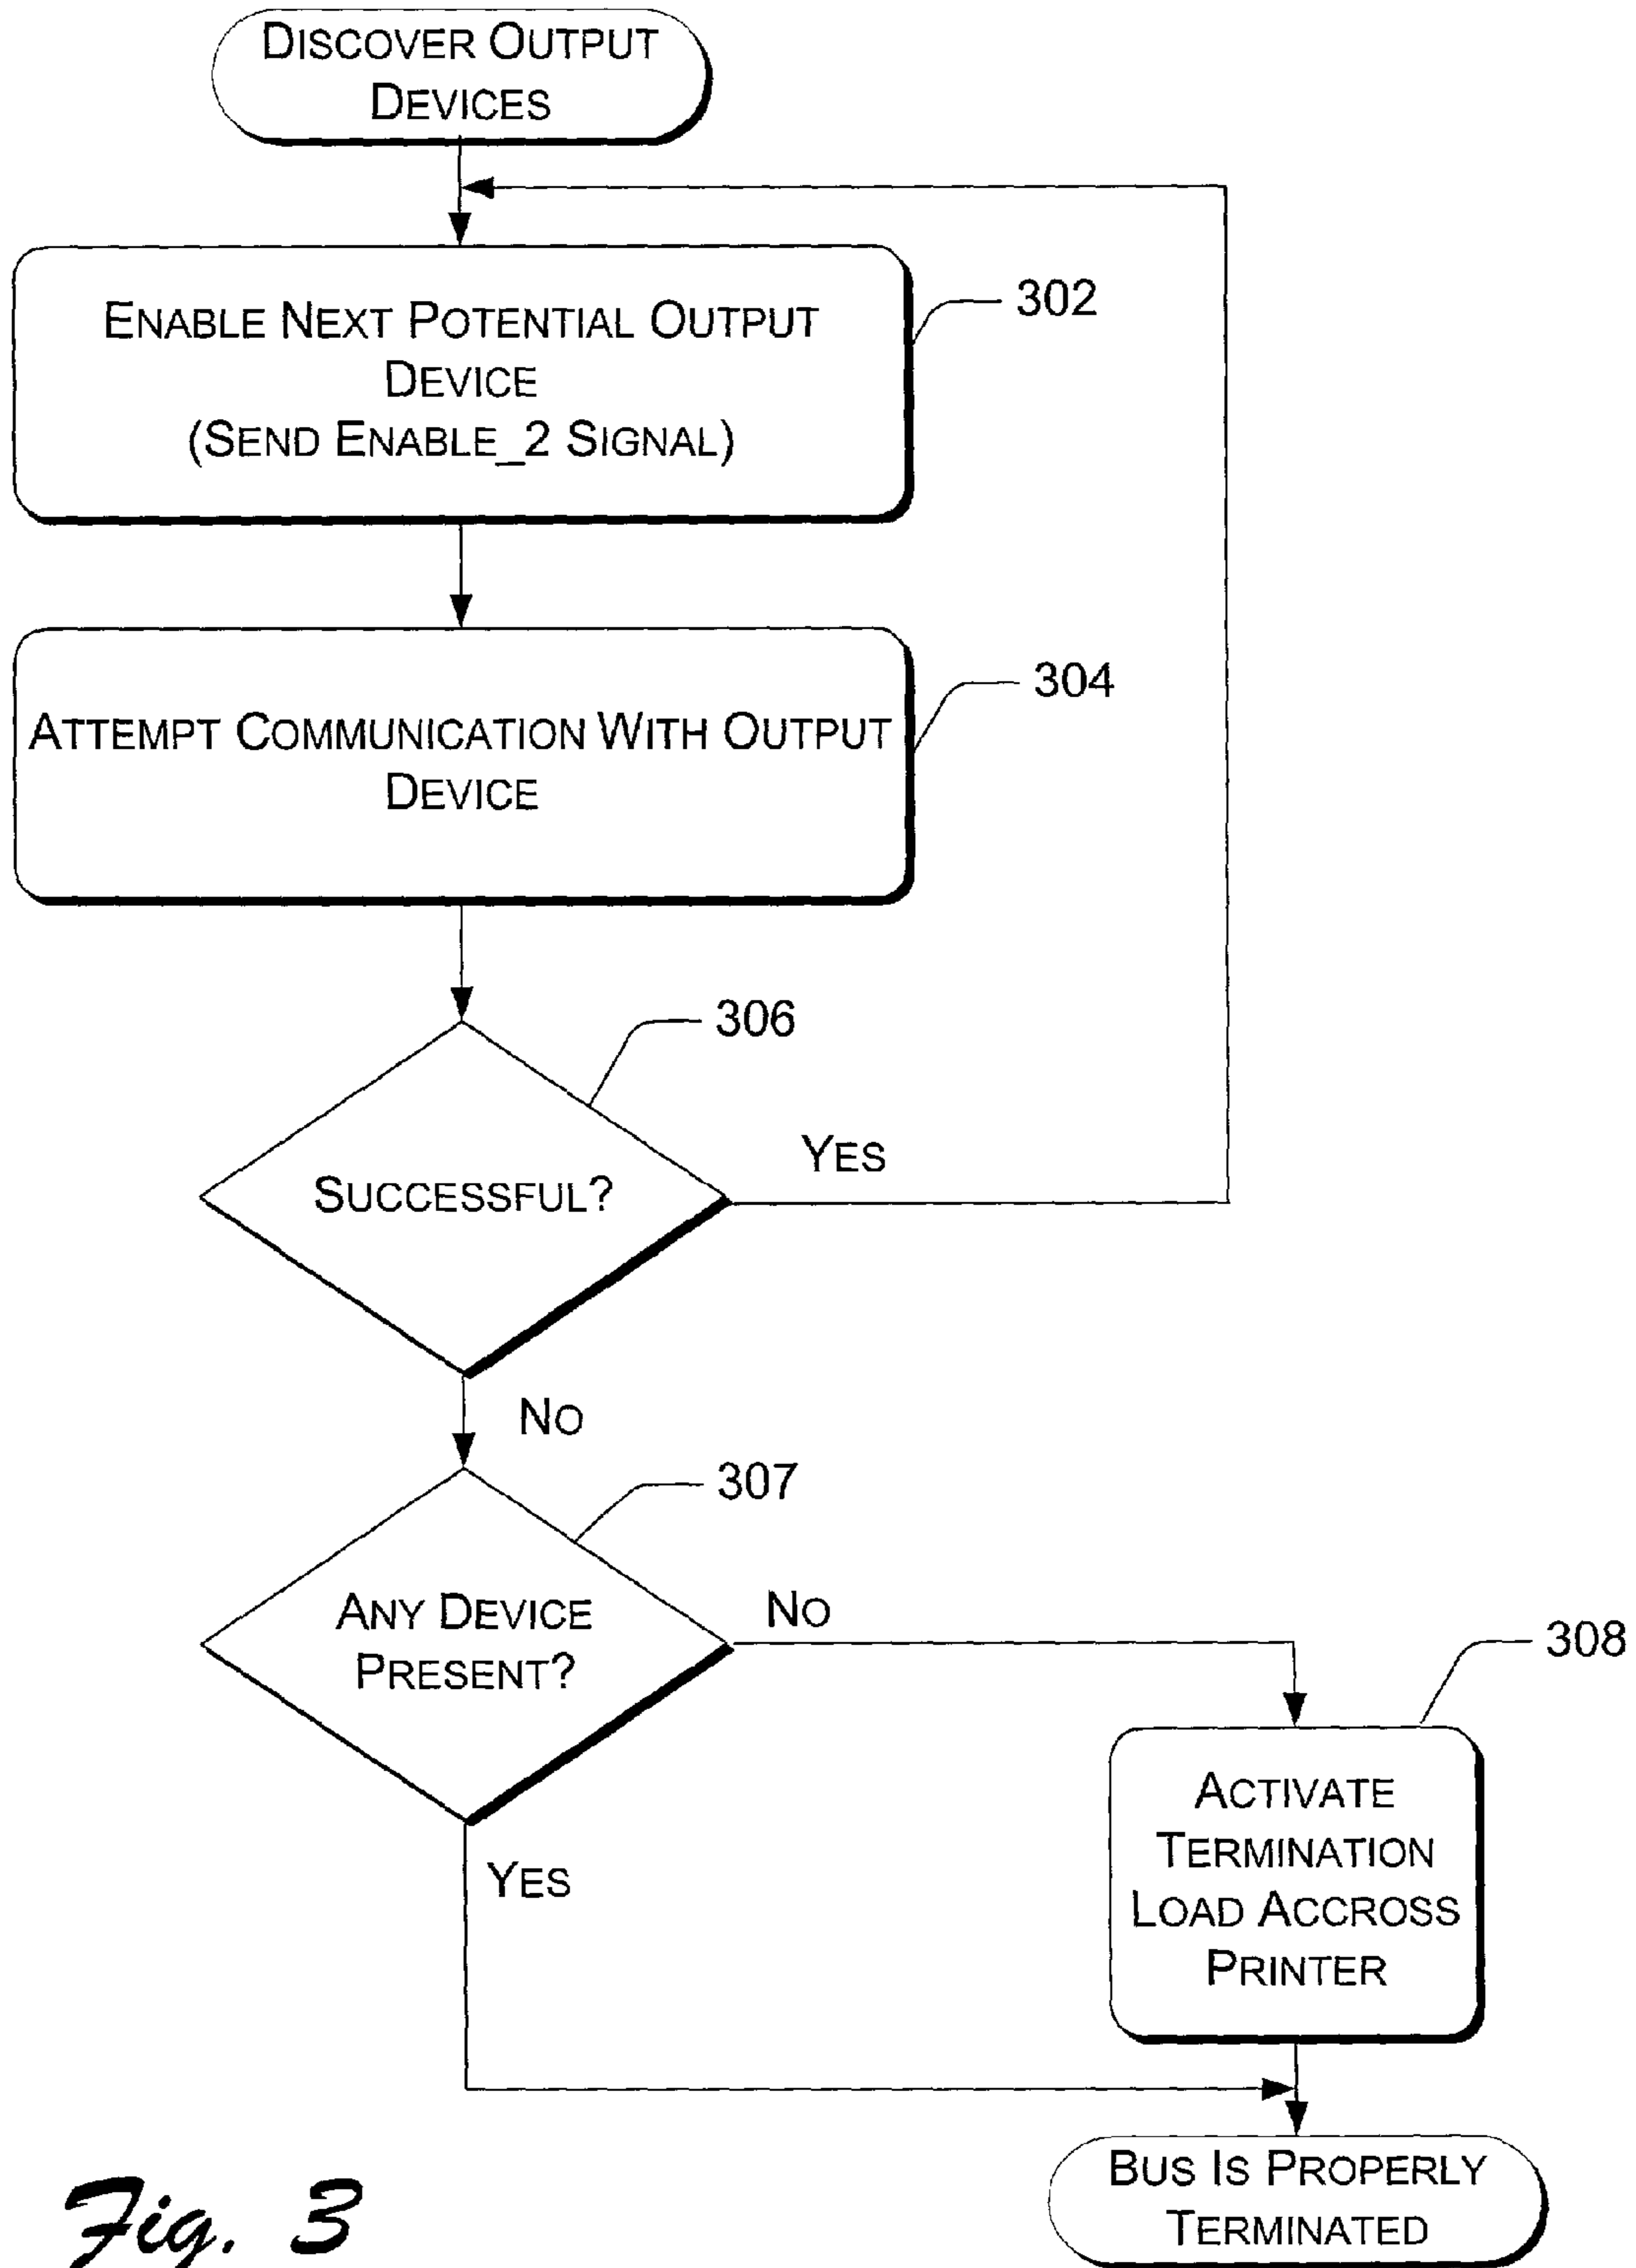 DISCOVER OUTPUT
DEVICES
ENABLE NEXT POTENTIAL OUTPUT
DEVICE
(SEND ENABLE_2 SIGNAL)
302
ATTEMPT COMMUNICATION WITH OUTPUT
DEVICE
304
306
SUCCESSFUL?
YES
NO
307
ANY DEVICE
PRESENT?
NO
YES
308
ACTIVATE
TERMINATION
LOAD ACCROSS
PRINTER
BUS IS PROPERLY
TERMINATED
Fig. 3